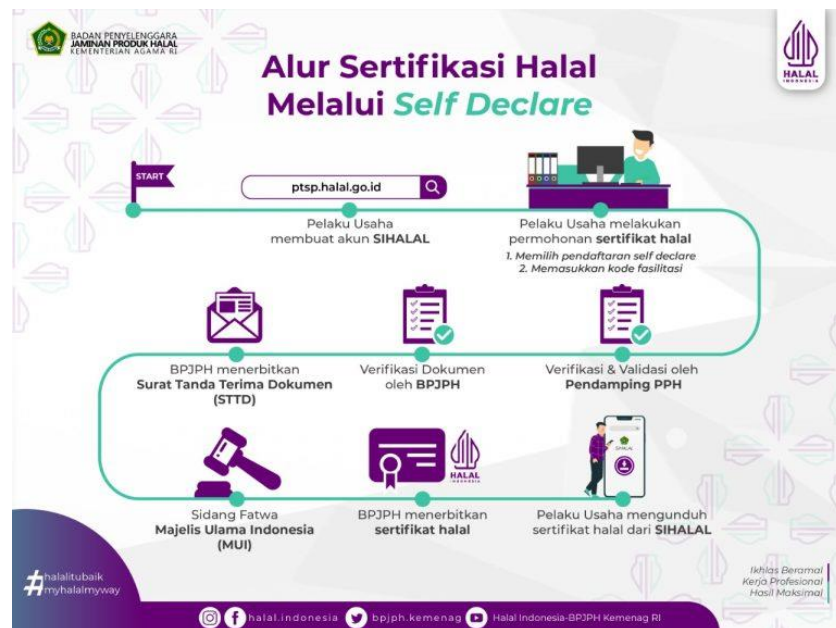 BADAN PENYELENGGARA
JAMINAN PRODUK HALAL
KEMENTERIAN AGAMA RI
HALAL
INDONESIA
Alur Sertifikasi Halal
Melalui Self Declare
START
ptsp.halal.go.id
Pelaku Usaha
membuat akun SIHALAL
Pelaku Usaha melakukan
permohonan sertifikat halal
1. Memilih pendaftaran self declare
2. Memasukkan kode fasilitasi
BPJPH menerbitkan
Surat Tanda Terima Dokumen
(STTD)
Verifikasi Dokumen
oleh BPJPH
Verifikasi & Validasi oleh
Pendamping PPH
HALAL
INDONESIA
SIHALAL
Sidang Fatwa
Majelis Ulama Indonesia
(MUI)
BPJPH menerbitkan
sertifikat halal
Pelaku Usaha mengunduh
sertifikat halal dari SIHALAL
#halalitubaik
#myhalalmyway
Ikhlas Beramal
Kerja Profesional
Hasil Maksimal
halal.indonesia bpjph.kemenag Halal Indonesia-BPJPH Kemenag RI